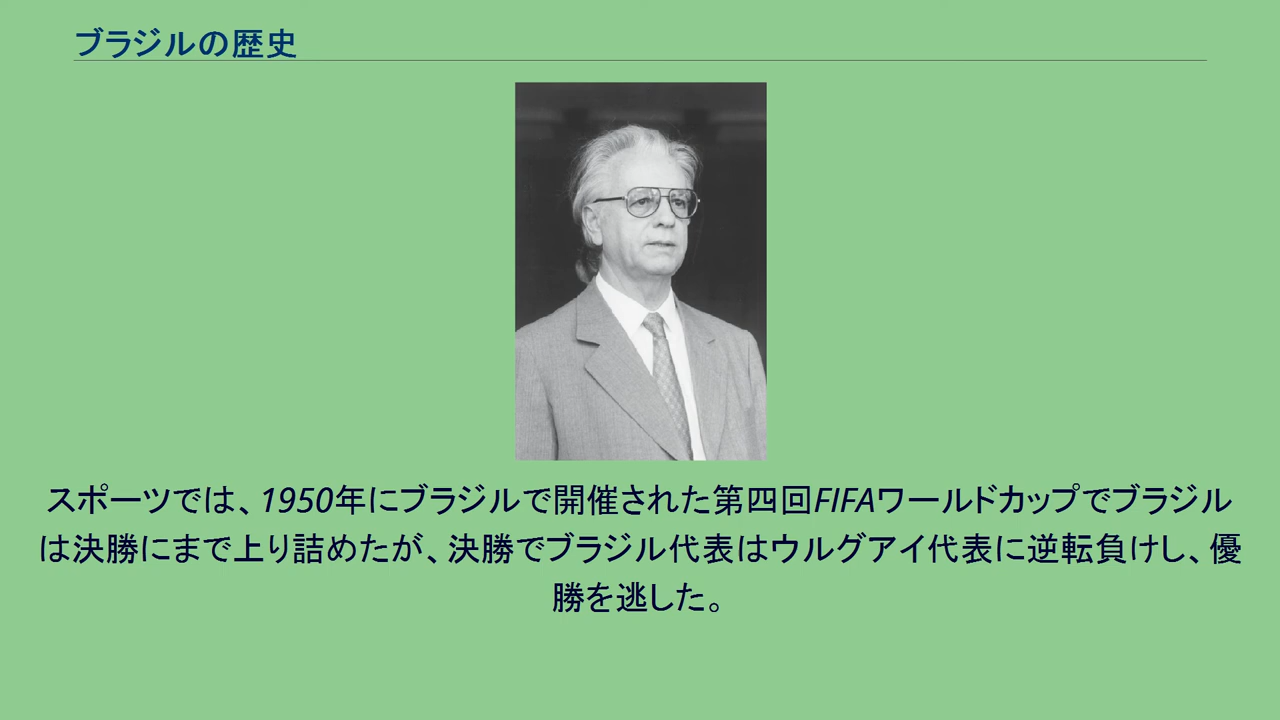 ブラジルの歴史
スポーツでは、1950年にブラジルで開催された第四回FIFAワールドカップでブラジル
は決勝にまで上り詰めたが、決勝でブラジル代表はウルグアイ代表に逆転負けし、優
勝を逃した。